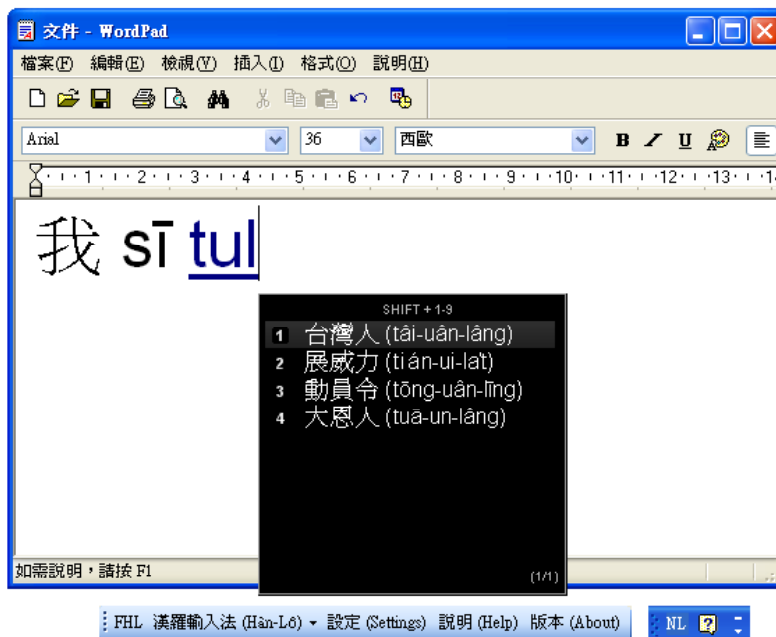 文件 - WordPad
檔案(F) 編輯(E) 檢視(V) 插入(I) 格式(O) 說明(H)
Arial 36 西歐 B I U
1 2 3 4 5 6 7 8 9 10 11 12 13 14
我 sī tul
SHIFT + 1-9
1 台灣人 (tâi-uân-lâng)
2 展威力 (tián-ui-la̍t)
3 動員令 (tōng-uân-līng)
4 大恩人 (tuā-un-lâng)
(1/1)
如需說明，請按 F1
FHL 漢羅輸入法 (Hàn-Lô) 設定 (Settings) 說明 (Help) 版本 (About) NL